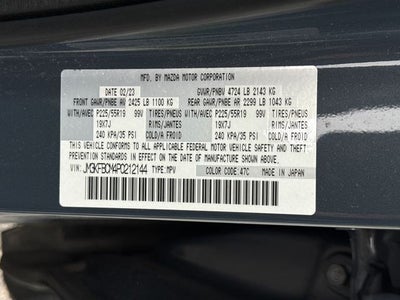 MFD. BY MAZDA MOTOR CORPORATION
DATE 02/23 GVWR/PNBV 4724 LB 2143 KG
FRONT GAWR/PNBE AV 2425 LB 1100 KG REAR GAWR/PNBE AR 2299 LB 1043 KG
WITH/AVEC P225/55R19 99V TIRES/PNEUS WITH/AVEC P225/55R19 99V TIRES/PNEUS
19X7J RIMS/JANTES 19X7J RIMS/JANTES
240 KPA/35 PSI COLD/A FROID 240 KPA/35 PSI COLD/A FROID
THIS VEHICLE CONFORMS TO ALL APPLICABLE FEDERAL MOTOR VEHICLE SAFETY, BUMPER, AND THEFT
PREVENTION STANDARDS IN EFFECT ON THE DATE OF MANUFACTURE SHOWN ABOVE.
VIN: JM3KFBCM4P0212144 TYPE:MPV COLOR CODE:47C MADE IN JAPAN